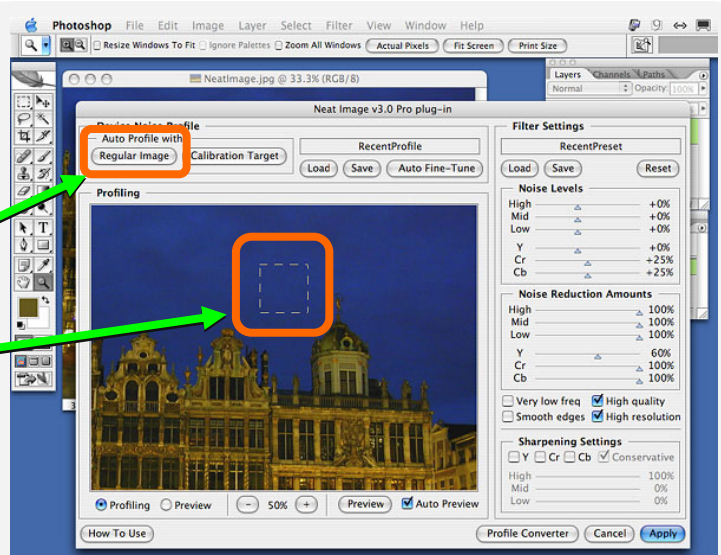 Photoshop File Edit Image Layer Select Filter View Window Help
Resize Windows To Fit Ignore Palettes Zoom All Windows Actual Pixels Fit Screen Print Size
NeatImage.jpg @ 33.3% (RGB/8)
Layers Channels Paths
Normal Opacity: 100%
Neat Image v3.0 Pro plug-in
Device Noise Profile
Auto Profile with
Regular Image Calibration Target
RecentProfile
Load Save Auto Fine-Tune
Filter Settings
RecentPreset
Load Save Reset
Profiling
Noise Levels
High +0%
Mid +0%
Low +0%
Y +0%
Cr +25%
Cb +25%
Noise Reduction Amounts
High 100%
Mid 100%
Low 100%
Y 60%
Cr 100%
Cb 100%
Very low freq High quality
Smooth edges High resolution
Sharpening Settings
Y Cr Cb Conservative
High 100%
Mid 0%
Low 0%
Profiling Preview - 50% + Preview Auto Preview
How To Use Profile Converter Cancel Apply